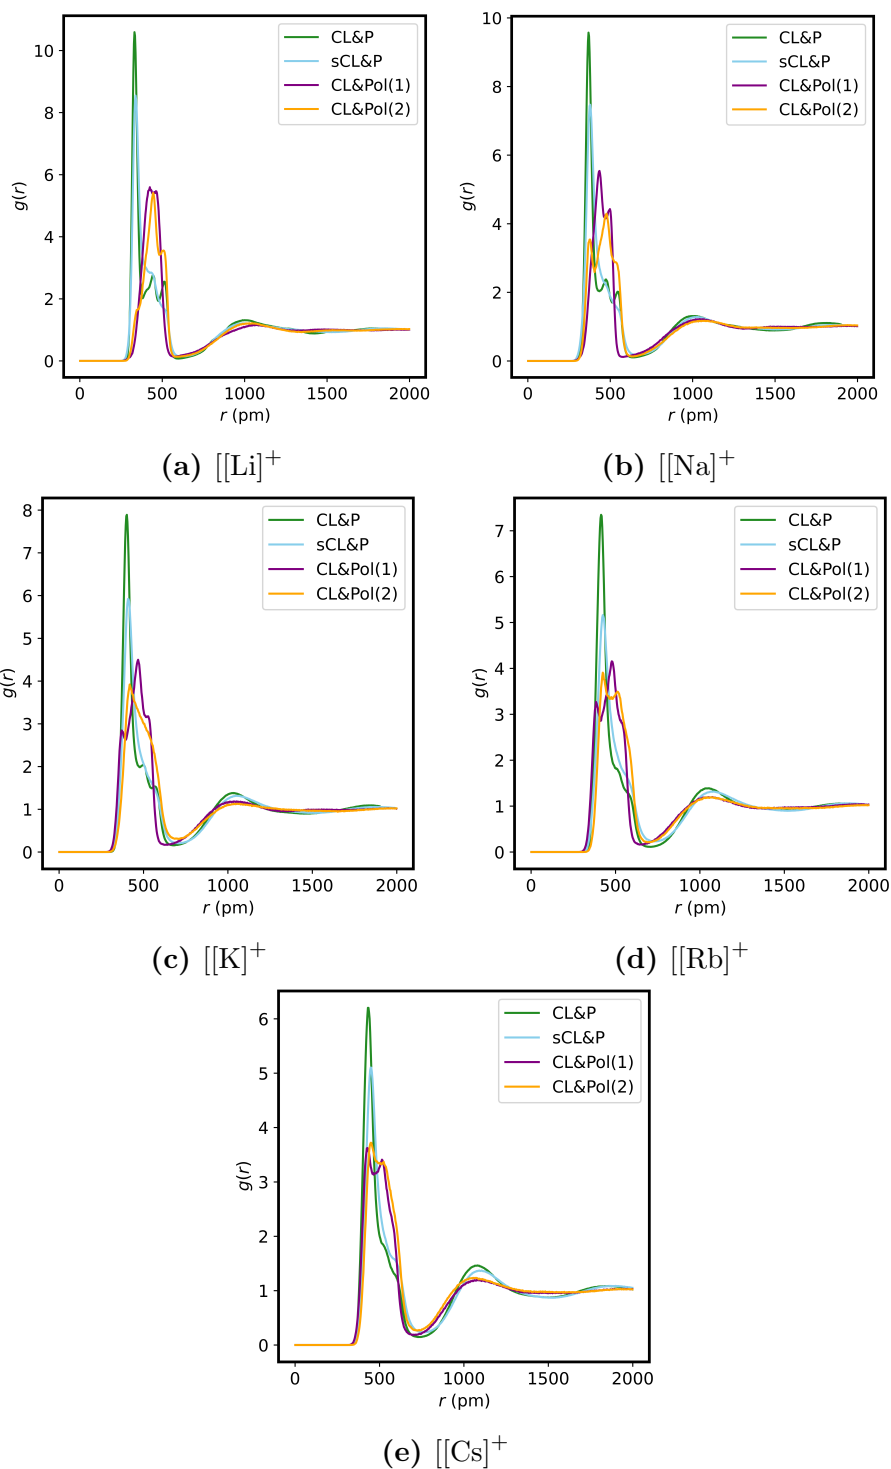 CL&P
sCL&P
CL&Pol(1)
CL&Pol(2)
10
8
6
4
2
0
g(r)
0 500 1000 1500 2000
r (pm)
(a) [[Li]+
CL&P
sCL&P
CL&Pol(1)
CL&Pol(2)
10
8
6
4
2
0
g(r)
0 500 1000 1500 2000
r (pm)
(b) [[Na]+
CL&P
sCL&P
CL&Pol(1)
CL&Pol(2)
8
7
6
5
4
3
2
1
0
g(r)
0 500 1000 1500 2000
r (pm)
(c) [[K]+
CL&P
sCL&P
CL&Pol(1)
CL&Pol(2)
7
6
5
4
3
2
1
0
g(r)
0 500 1000 1500 2000
r (pm)
(d) [[Rb]+
CL&P
sCL&P
CL&Pol(1)
CL&Pol(2)
6
5
4
3
2
1
0
g(r)
0 500 1000 1500 2000
r (pm)
(e) [[Cs]+